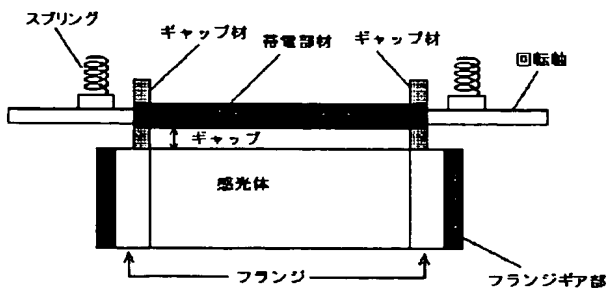 スプリング
ギャップ材
帯電部材
ギャップ材
回転軸
ギャップ
感光体
フランジ
フランジギア部